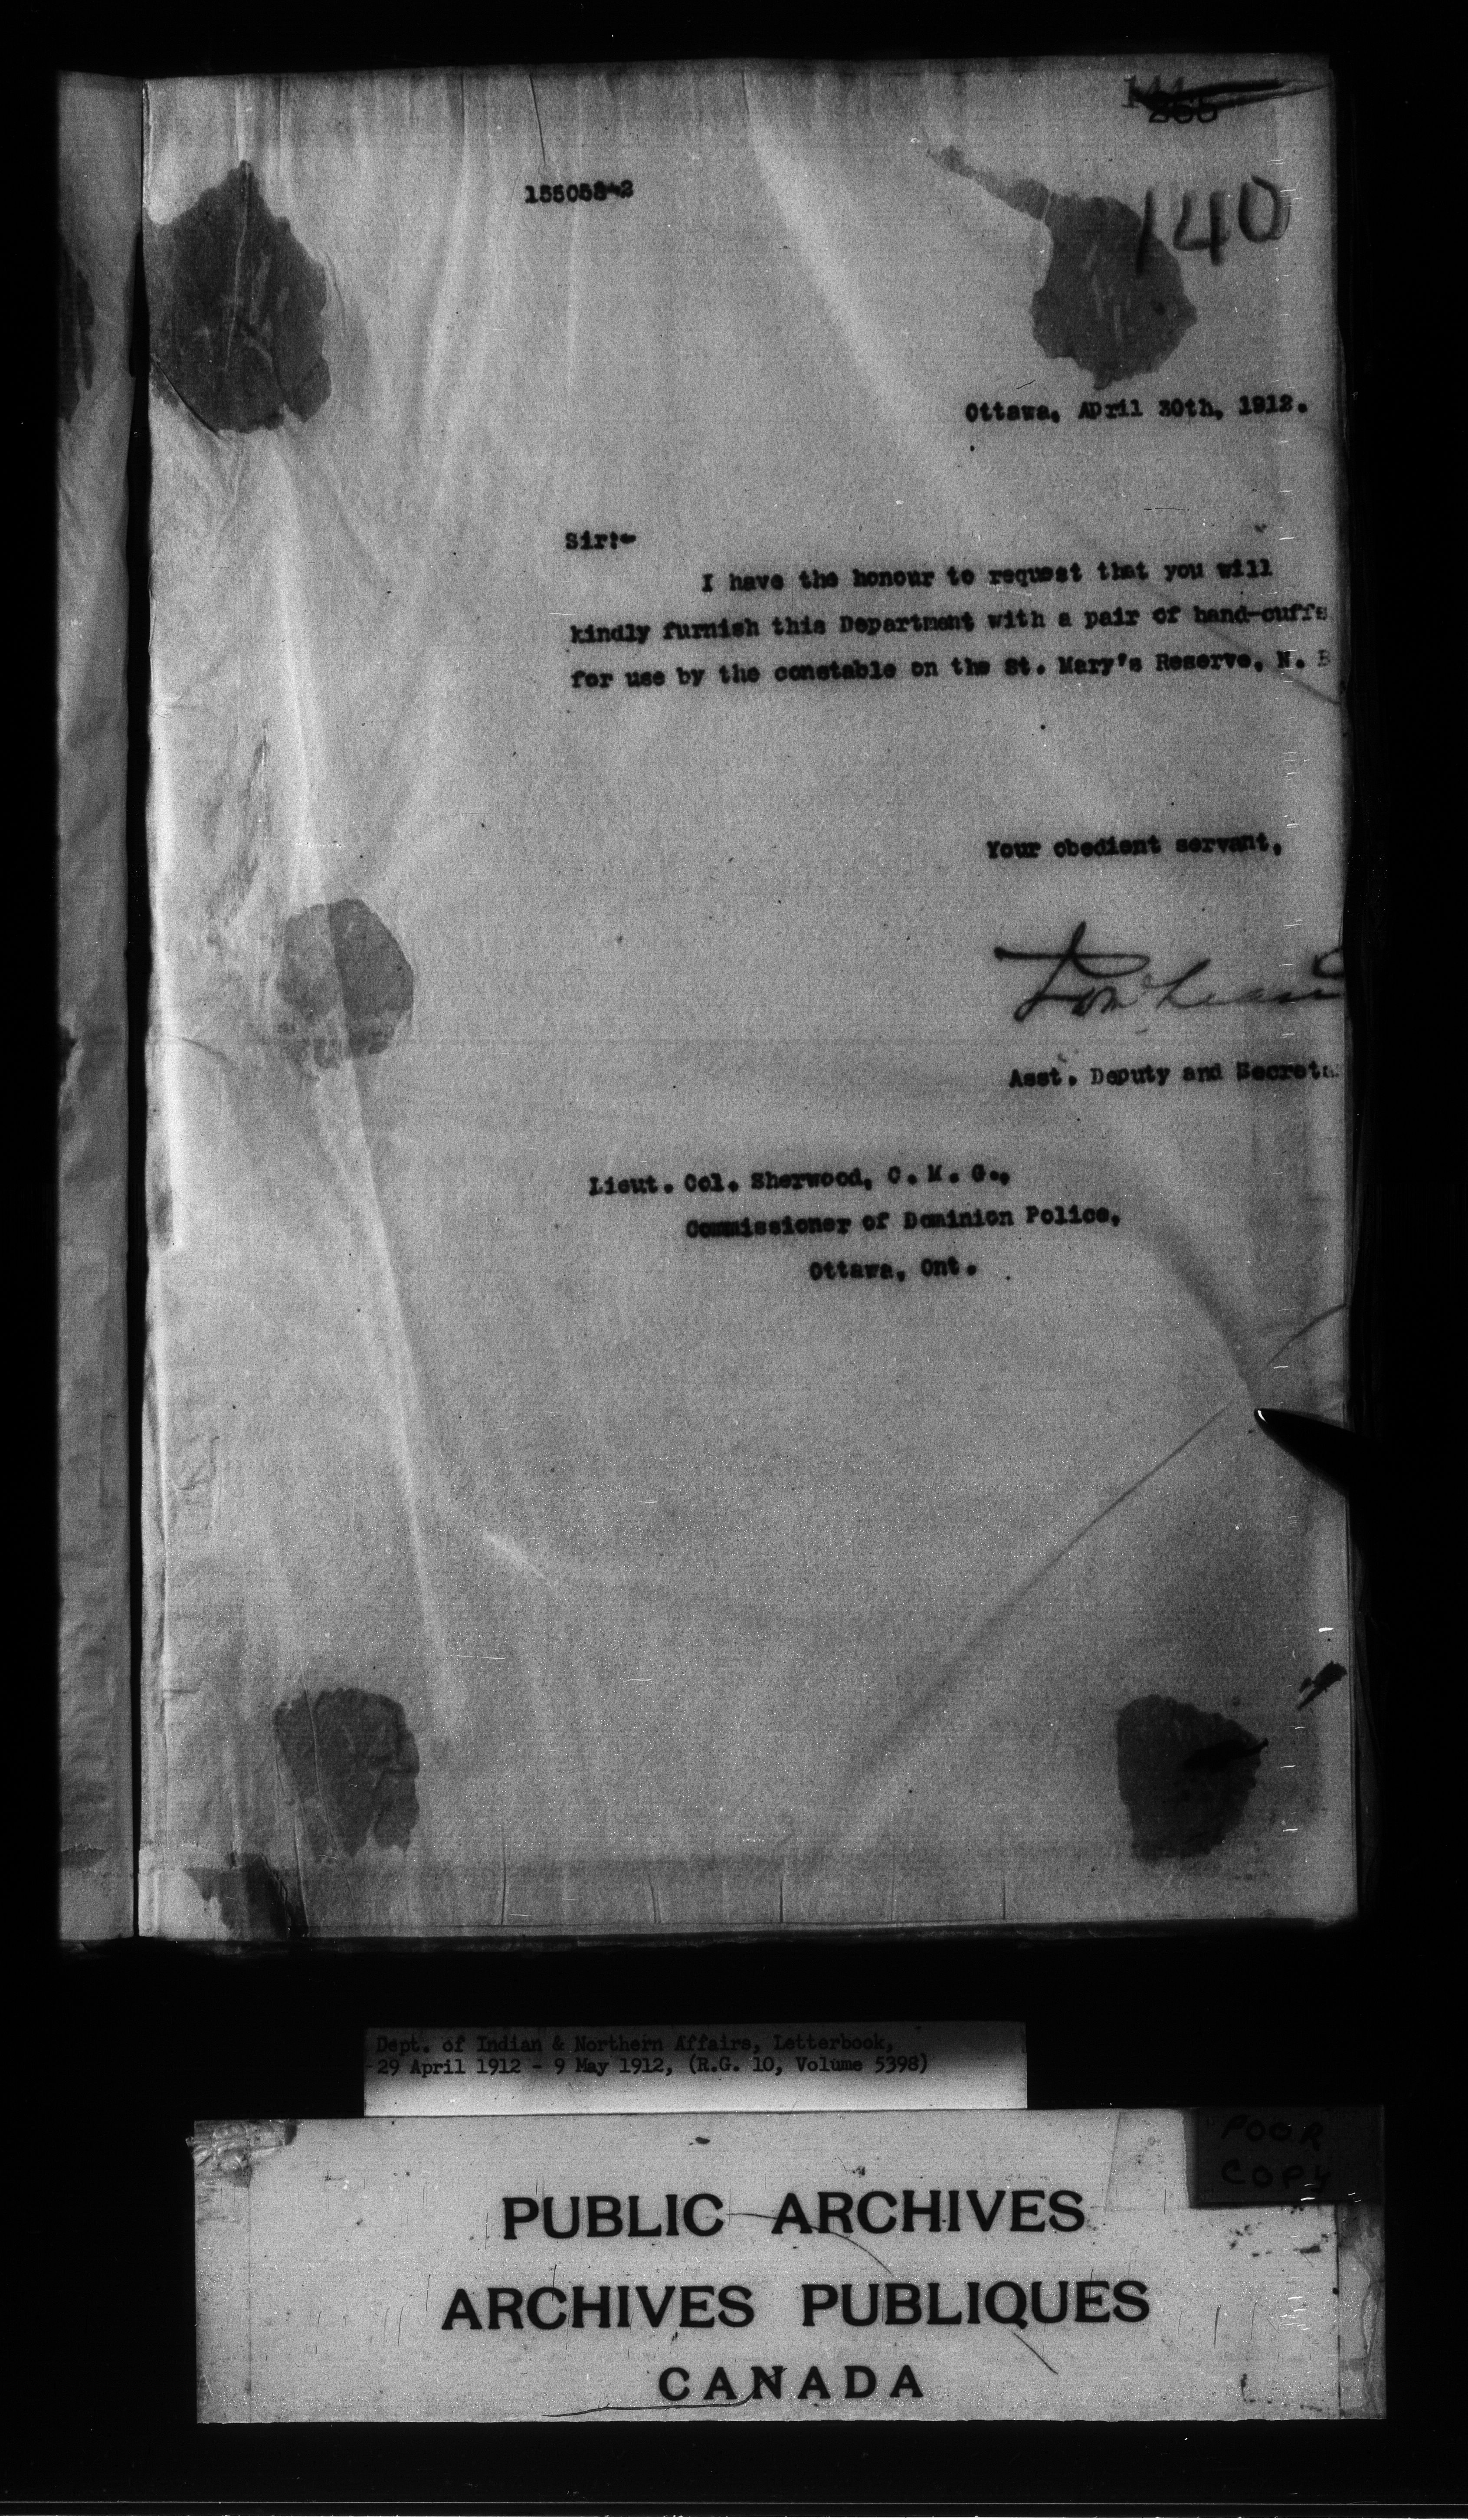 140
Ottawa, April 30th, 1912.
Sir:-
I have the honour to request that you will
kindly furnish this Department with a pair of hand-cuffs
for use by the constable on the St. Mary's Reserve, N. B
Your obedient servant,
Asst. Deputy and Secreta
Lieut. Col. Sherwood, C. M. G.,
Commissioner of Dominion Police,
Ottawa, Ont.
Dept. of Indian & Northern Affairs, Letterbook,
29 April 1912 - 9 May 1912, (R.G. 10, Volume 5398)
POOR
COPY
PUBLIC ARCHIVES
ARCHIVES PUBLIQUES
CANADA